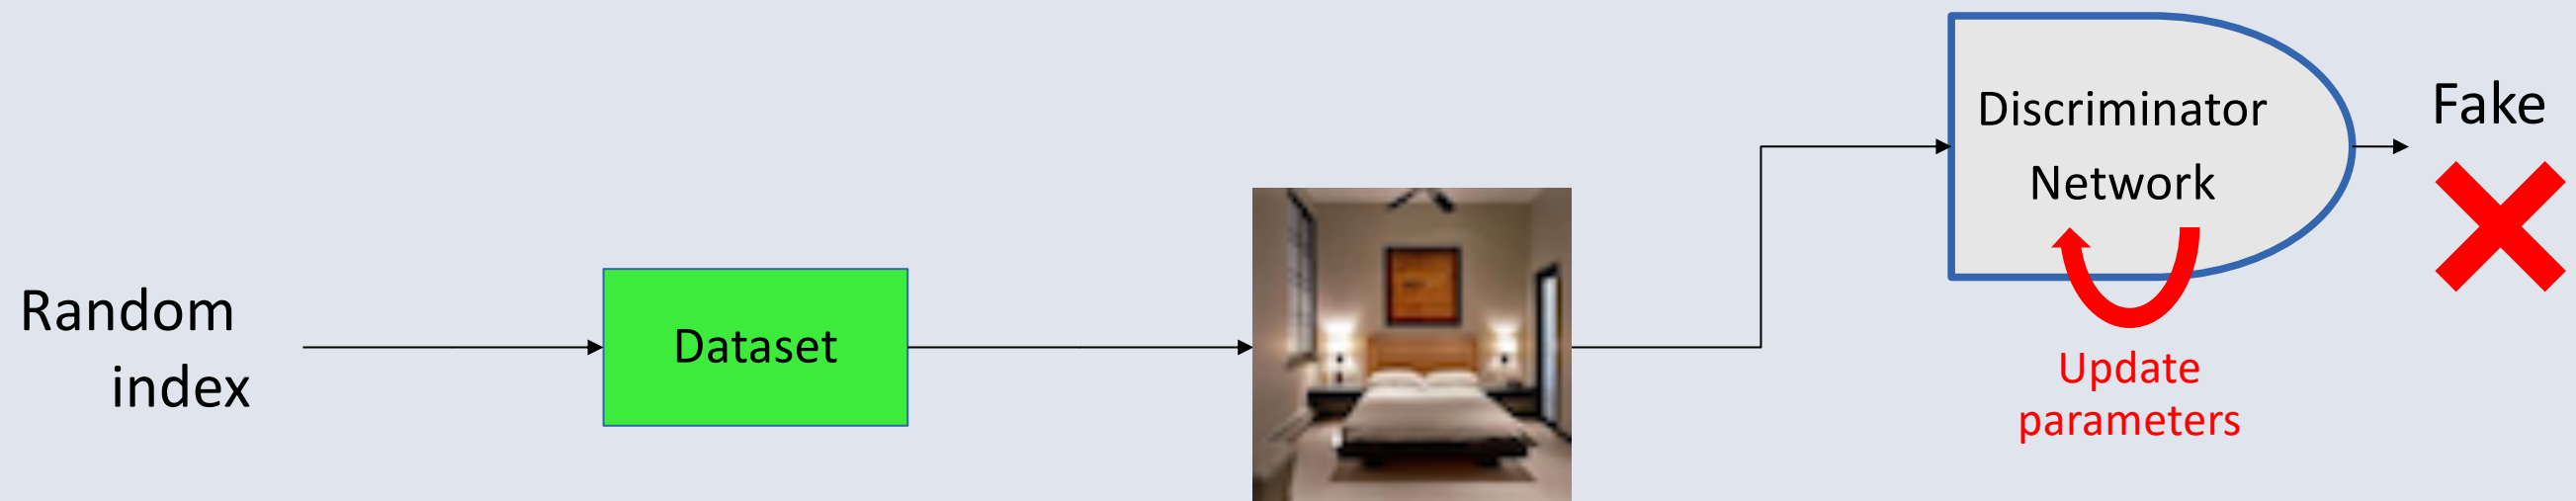 Random
index
Dataset
Discriminator
Network
Update
parameters
Fake